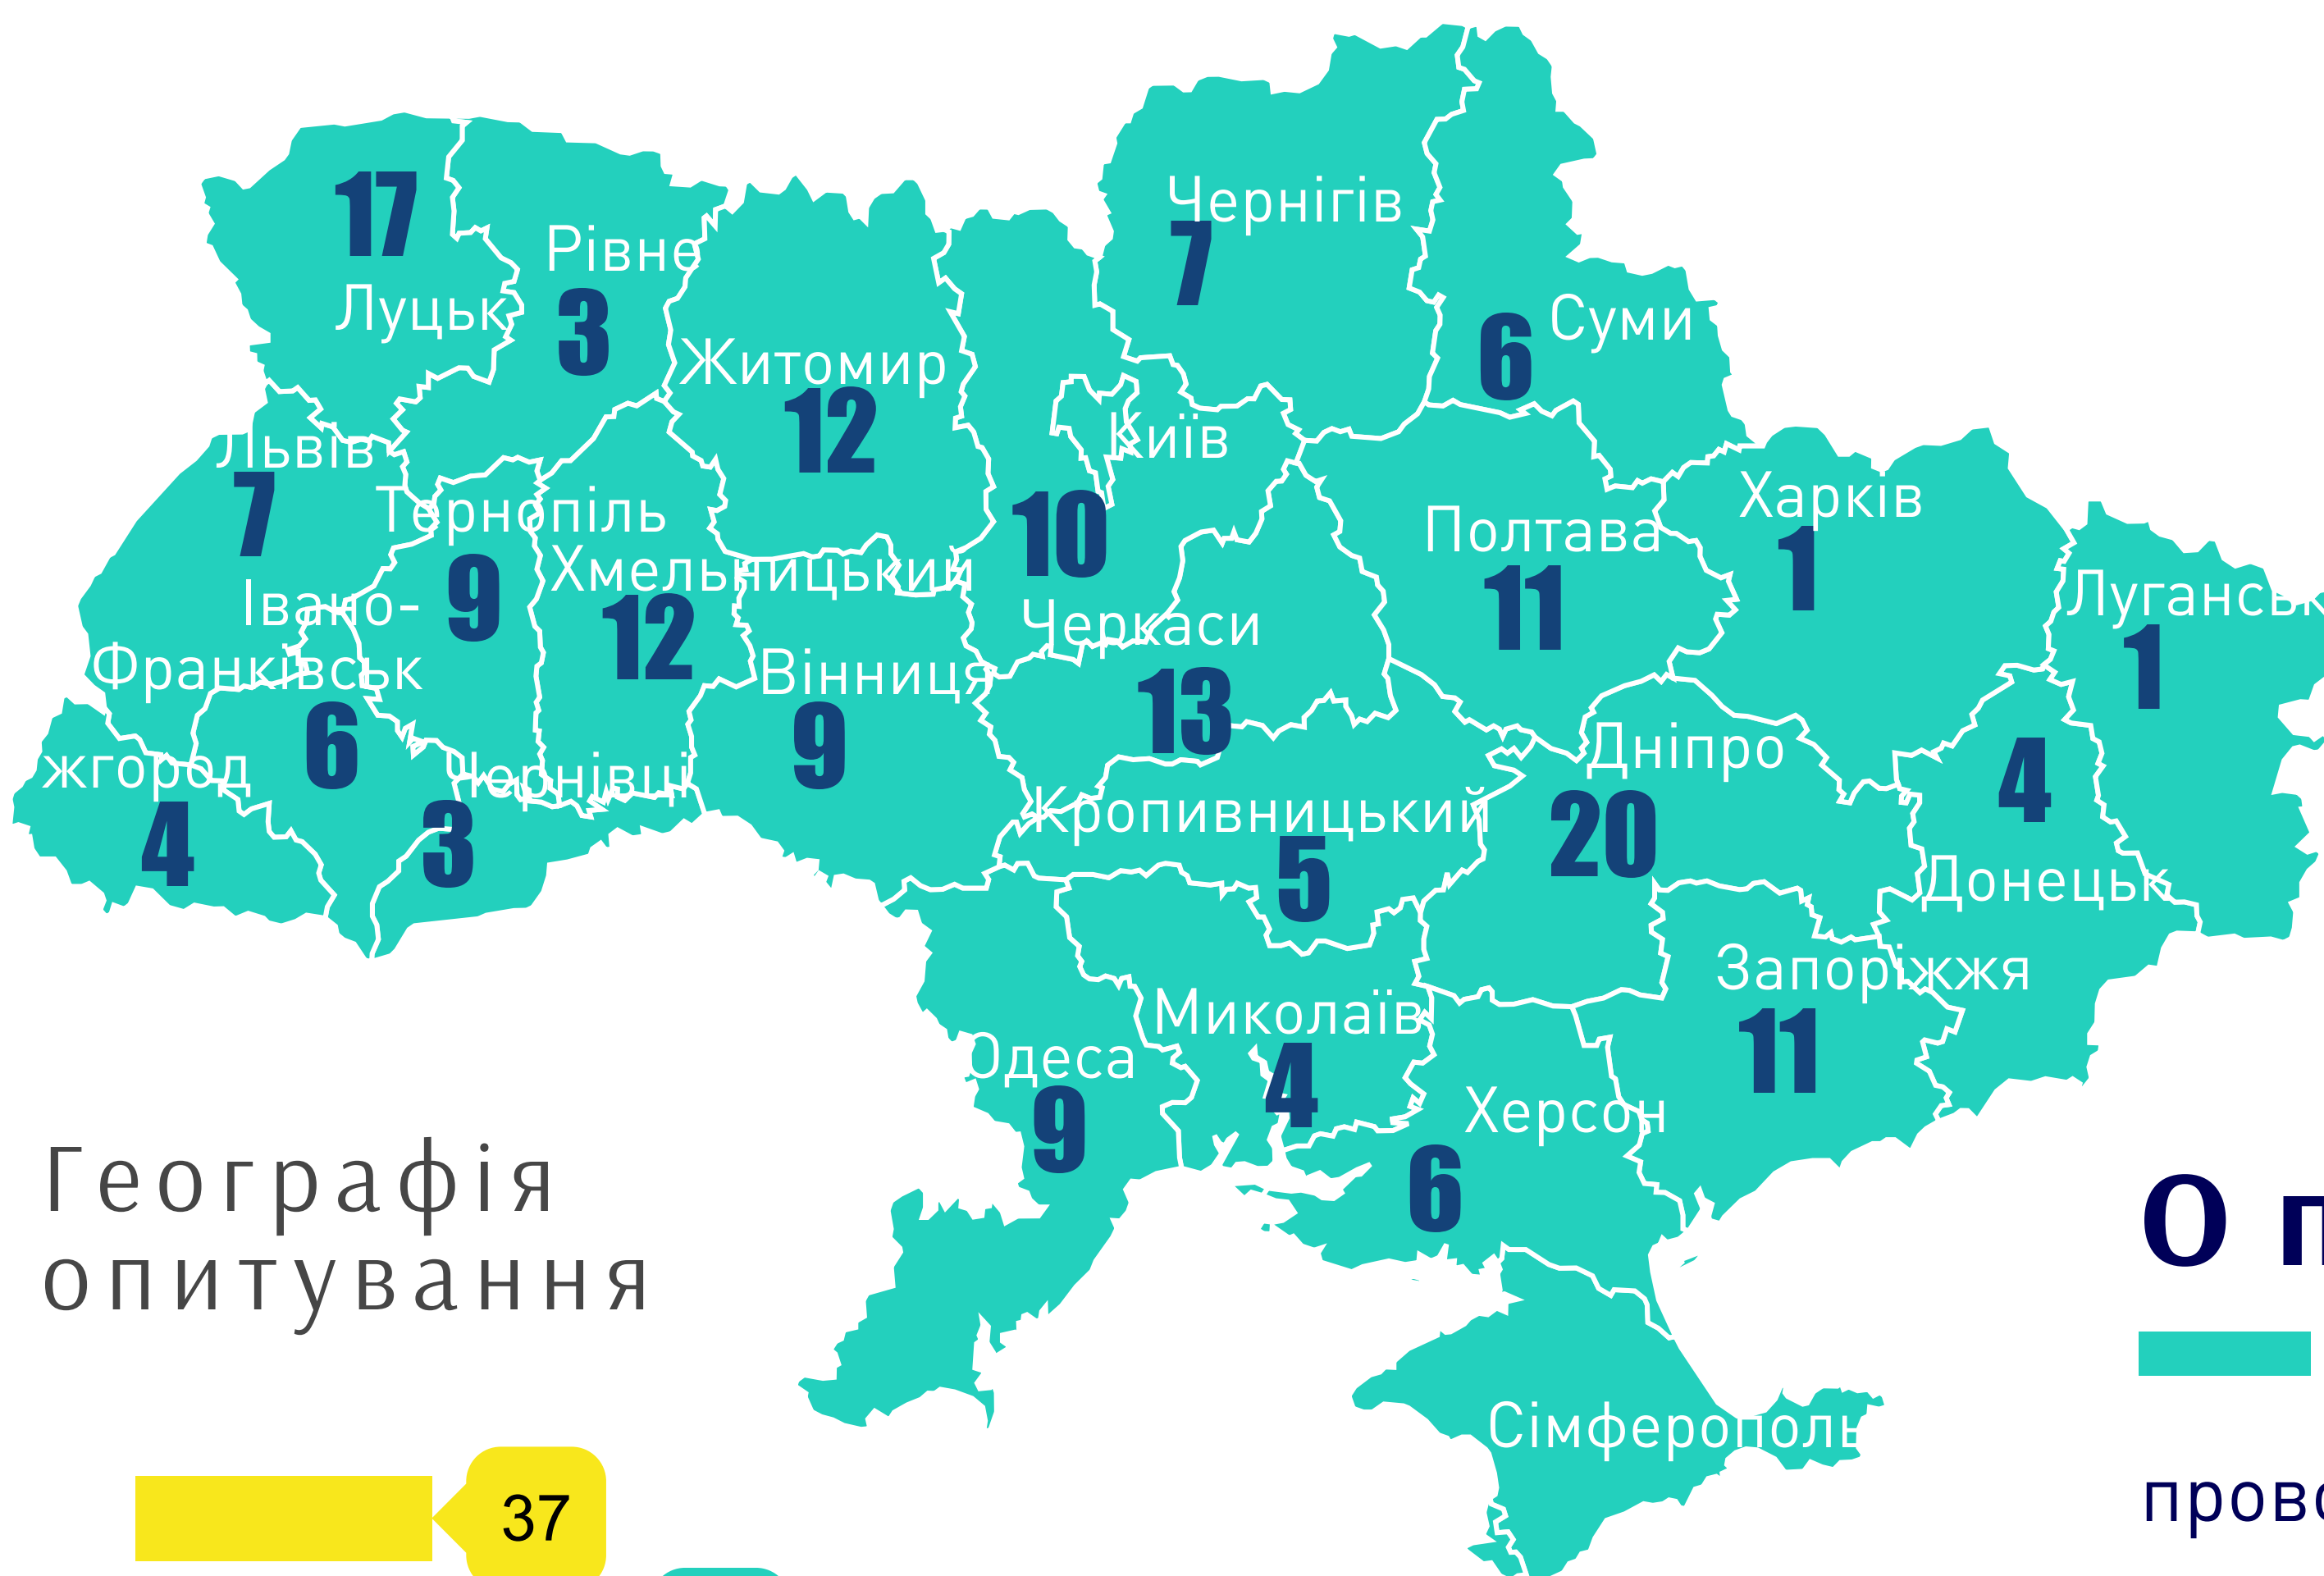 Чернігів
7
17
Луцьк
Рівне
3
Суми
6
Житомир
12
Київ
10
Львів
7
Тернопіль
9
Хмельницький
12
Полтава
11
Харків
1
Луганськ
1
Івано-
Франківськ
6
Вінниця
9
Черкаси
13
Дніпро
20
4
Донецьк
жгород
4
Чернівці
3
Кропивницький
5
Запоріжжя
11
Миколаїв
4
Одеса
9
Херсон
6
Сімферополь
Географія
опитування
37
О п
прово